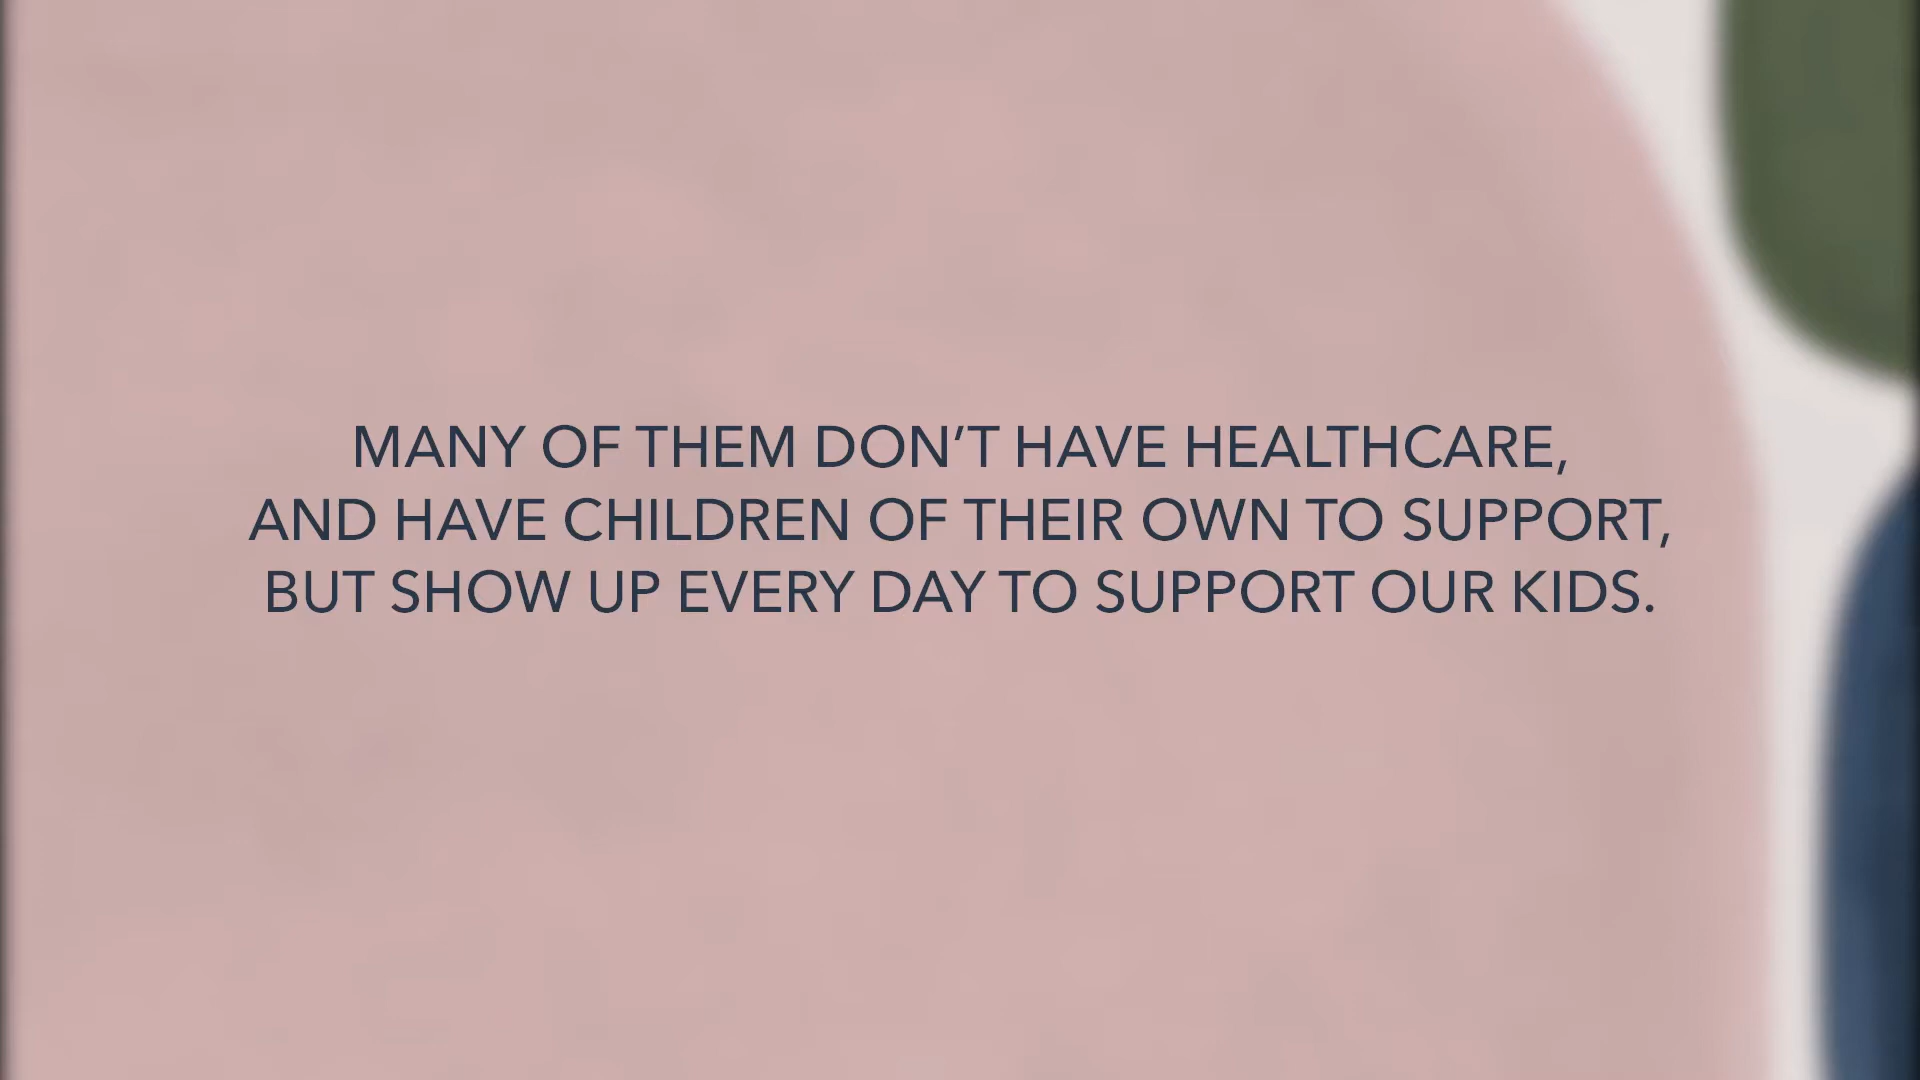 MANY OF THEM DON’T HAVE HEALTHCARE,
AND HAVE CHILDREN OF THEIR OWN TO SUPPORT,
BUT SHOW UP EVERY DAY TO SUPPORT OUR KIDS.